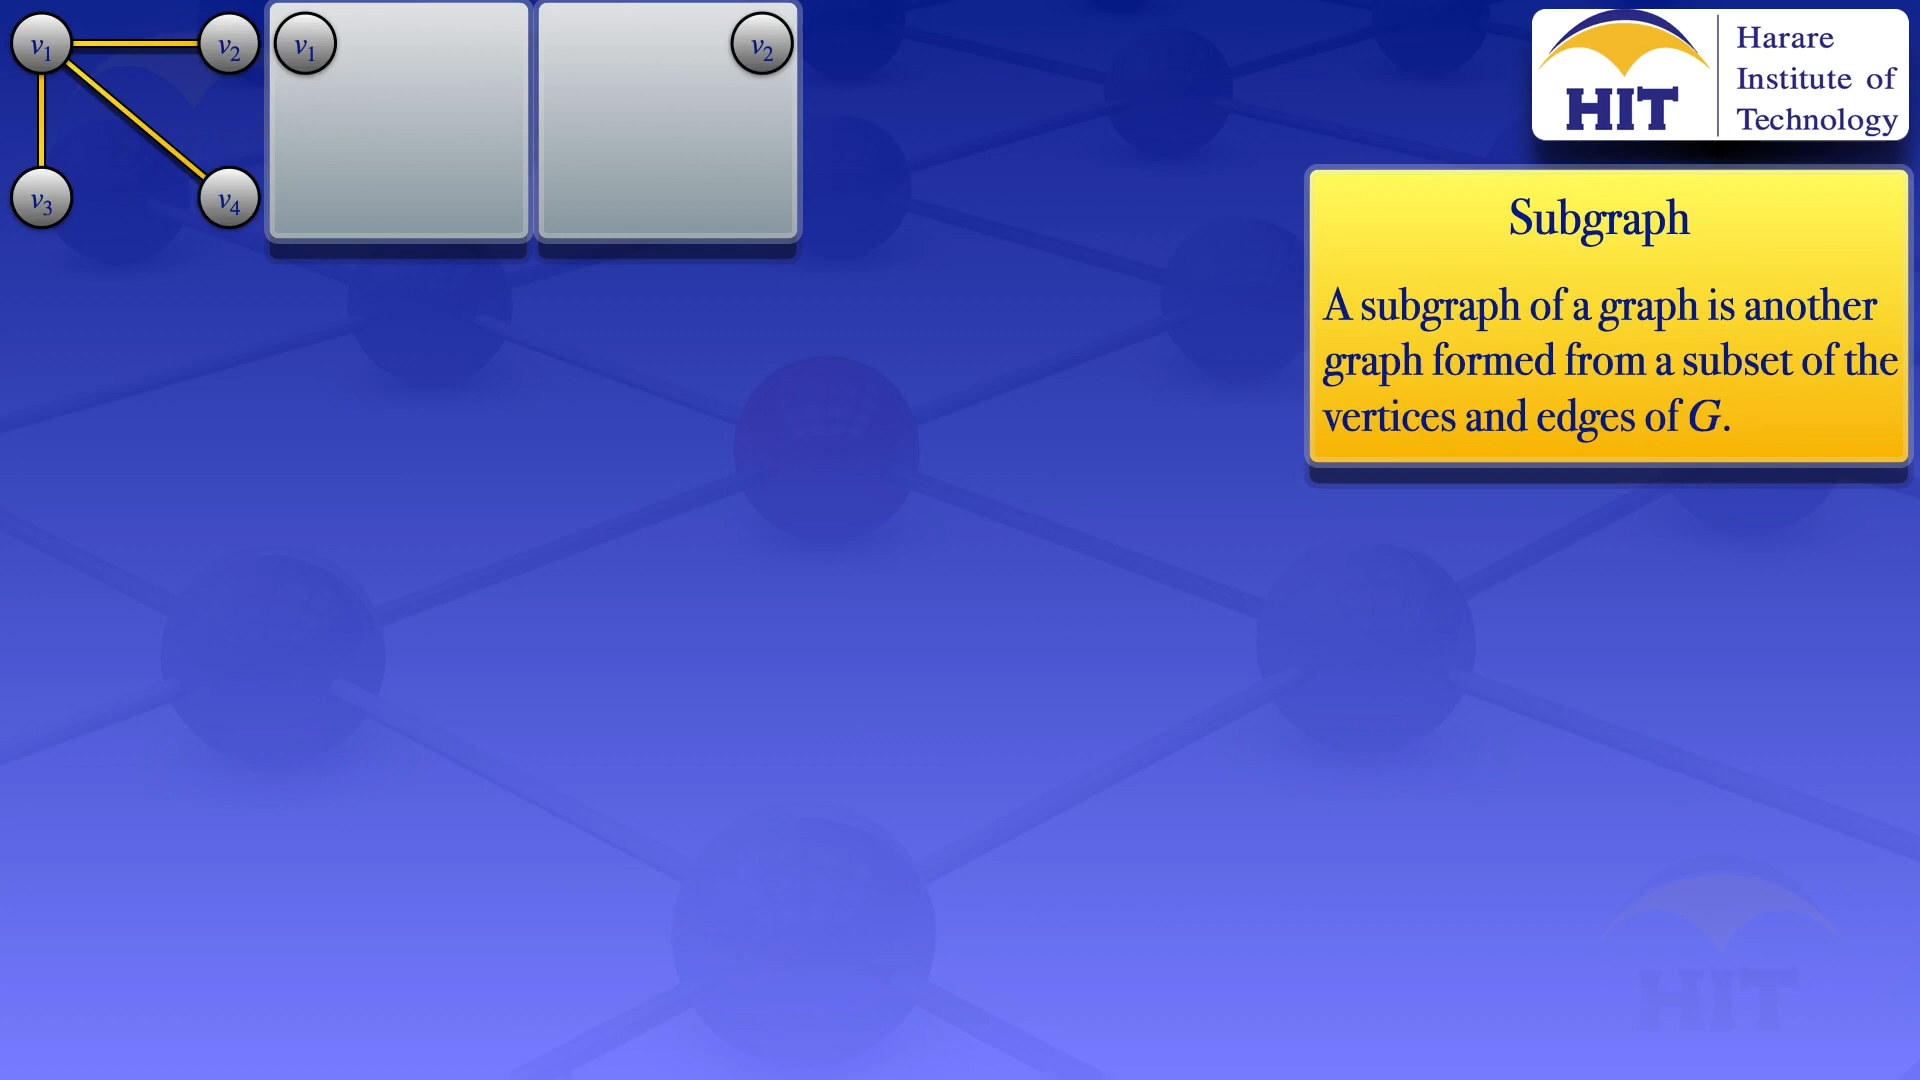 v1
v2
v1
v2
v3
v4
HIT
Harare
Institute of
Technology
Subgraph
A subgraph of a graph is another
graph formed from a subset of the
vertices and edges of G.
HIT